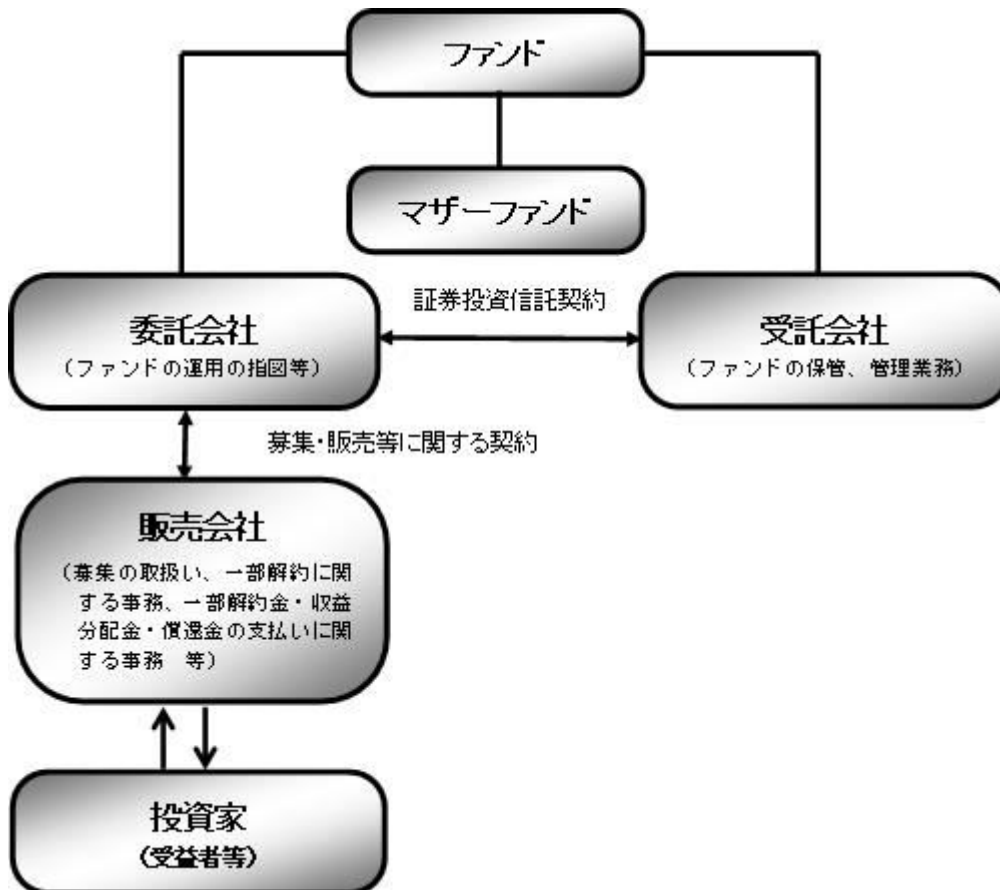 ファンド
マザーファンド
証券投資信託契約
委託会社
（ファンドの運用の指図等）
受託会社
（ファンドの保管、管理業務）
募集・販売等に関する契約
販売会社
（募集の取扱い、一部解約に関
する事務、一部解約金・収益
分配金・償還金の支払いに関
する事務　等）
投資家
（受益者等）